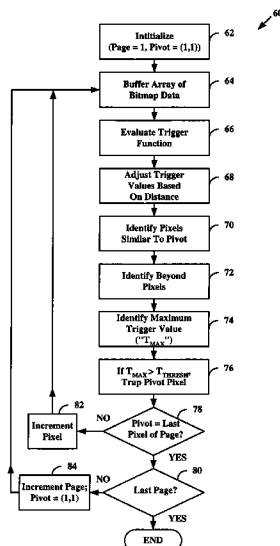 60
Intitialize
(Page = 1, Pivot = (1,1))
62
Buffer Array of
Bitmap Data
64
Evaluate Trigger
Function
66
Adjust Trigger
Values Based
On Distance
68
Identify Pixels
Similar To Pivot
70
Identify Beyond
Pixels
72
Identify Maximum
Trigger Value
("TMAX")
74
If TMAX > TTHRESH,
Trap Pivot Pixel
76
78
Pivot = Last
Pixel of Page?
NO
82
Increment
Pixel
YES
80
Last Page?
NO
84
Increment Page;
Pivot = (1,1)
YES
END